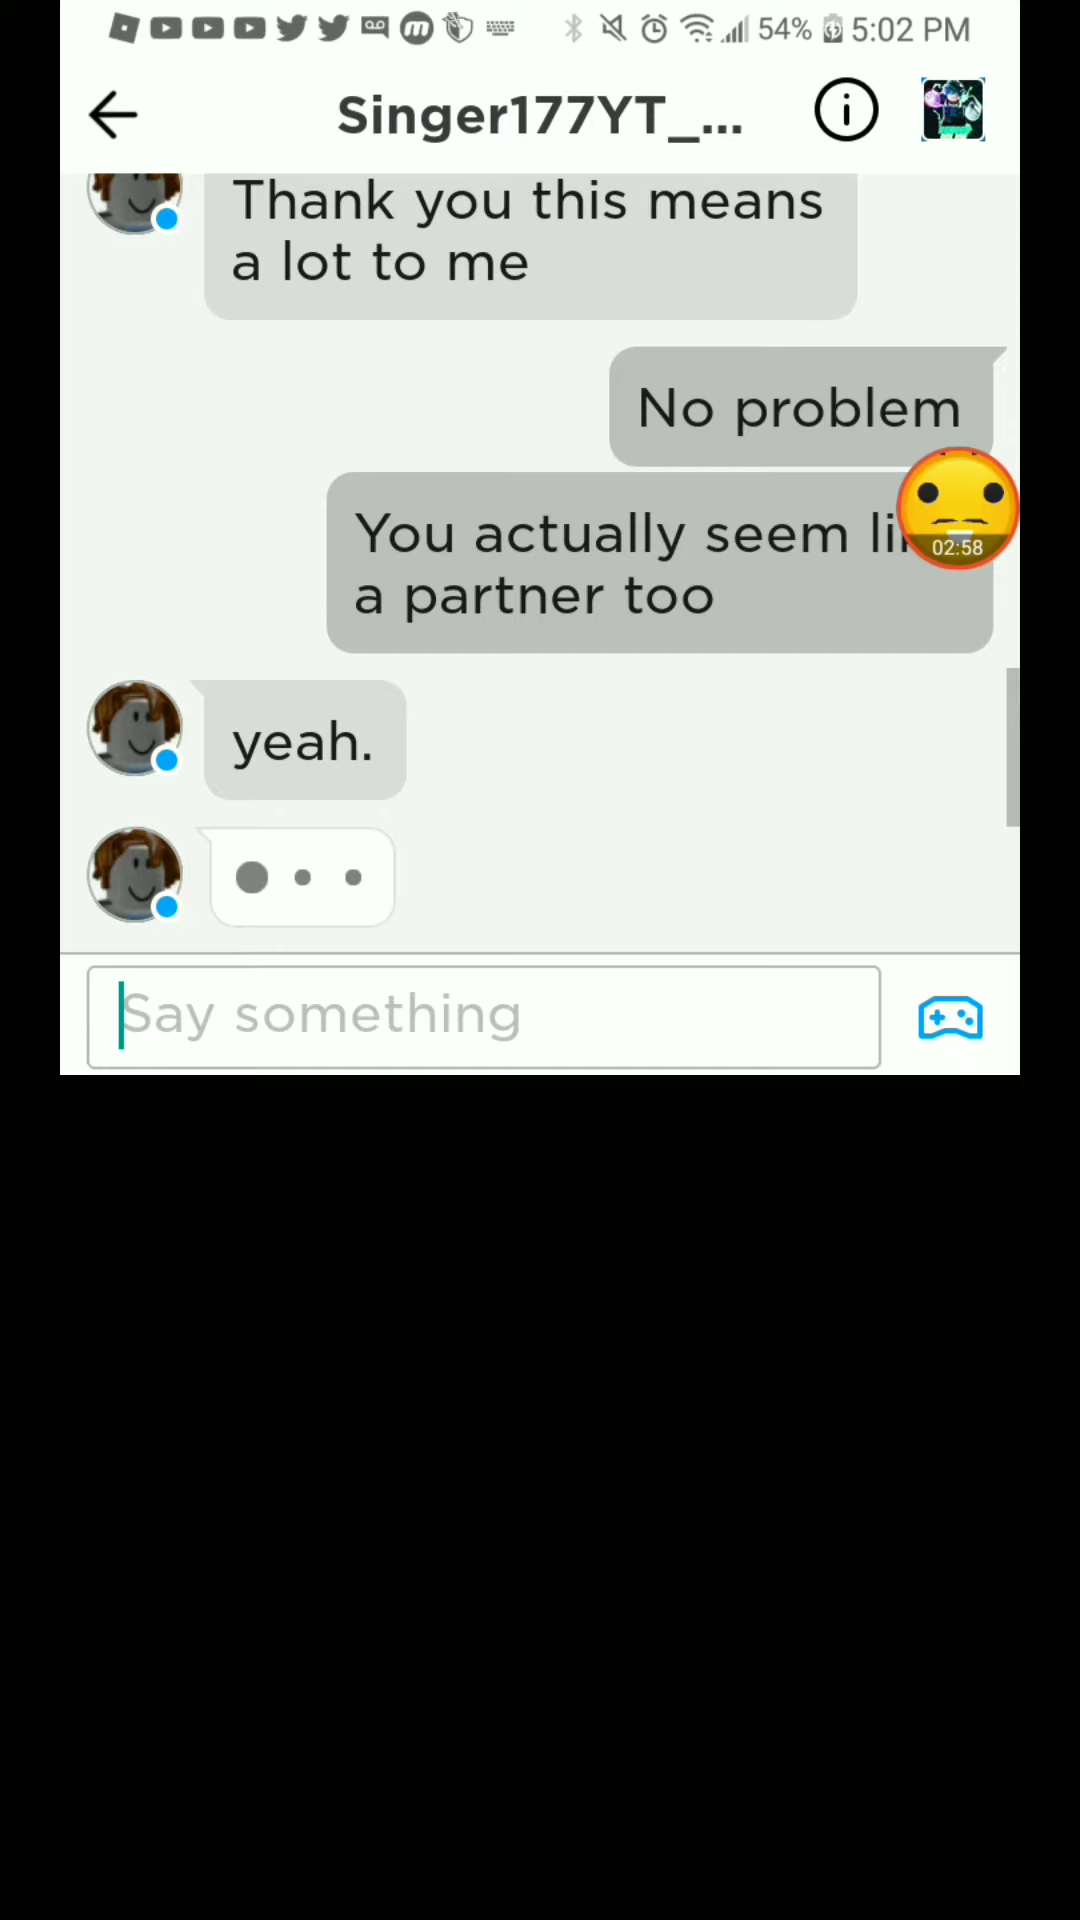 54% 5:02 PM
Singer177YT_...
Thank you this means
a lot to me
No problem
You actually seem
a partner too
02:58
yeah.
Say something